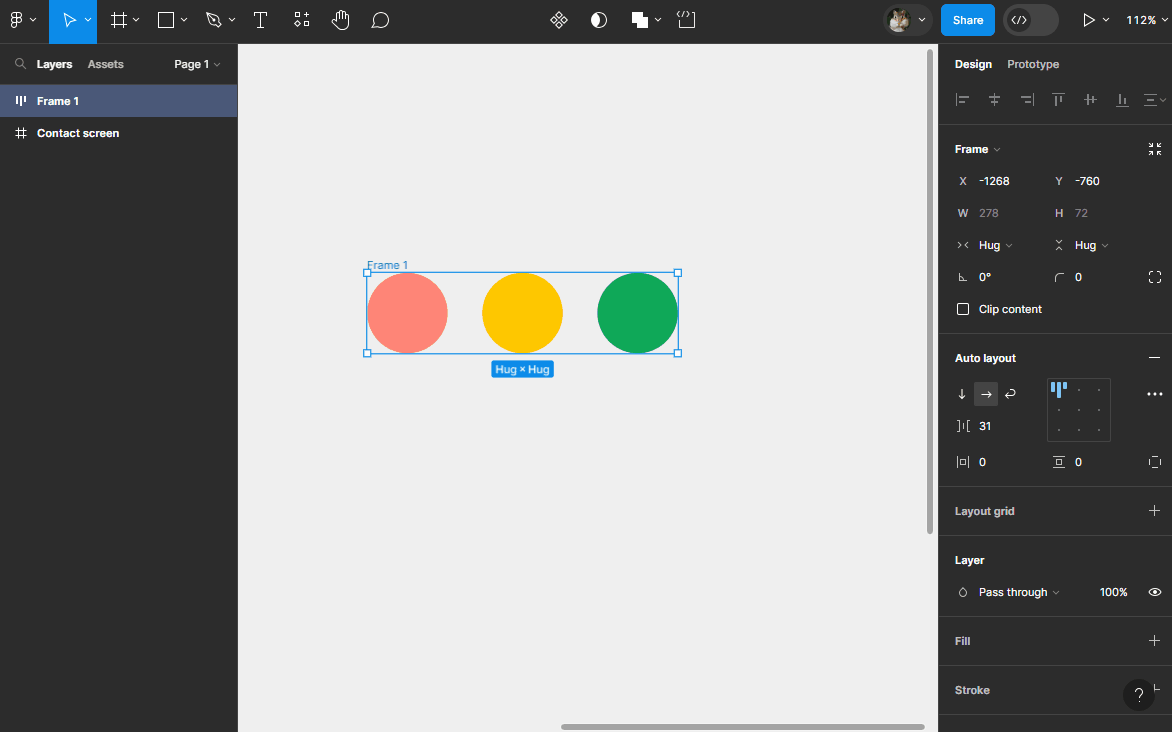 Share
112%
Layers
Assets
Page 1
Frame 1
Contact screen
Frame 1
Hug × Hug
Design
Prototype
Frame
X -1268
Y -760
W 278
H 72
Hug
Hug
0°
0
Clip content
Auto layout
31
0
0
Layout grid
Layer
Pass through
100%
Fill
Stroke
?